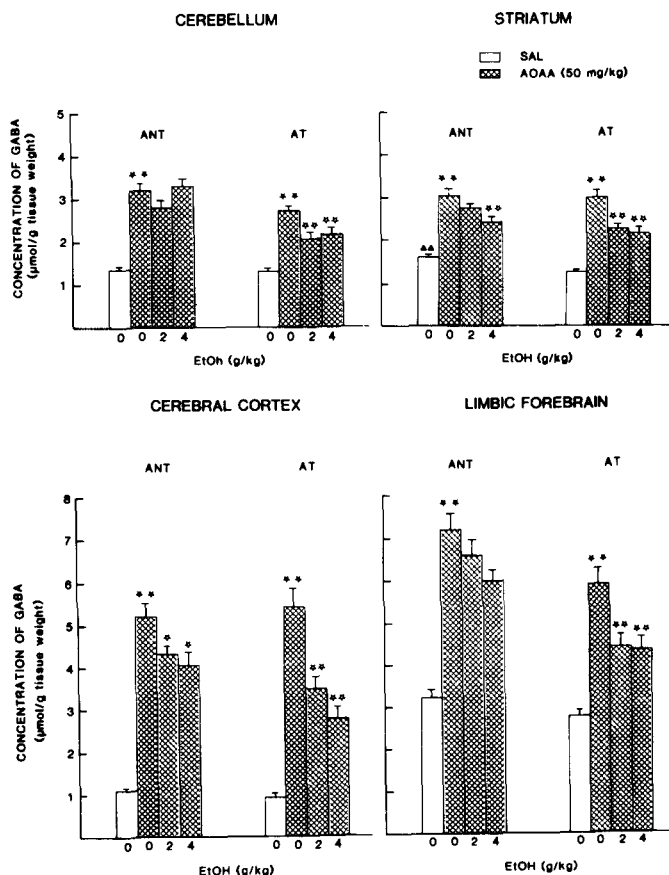 CEREBELLUM
STRIATUM
SAL
AOAA (50 mg/kg)
CONCENTRATION OF GABA
(μmol/g tissue weight)
5
4
3
2
1
ANT
AT
**
**
**
**
0 0 2 4
0 0 2 4
EtOh (g/kg)
ANT
AT
▲▲
**
**
**
**
**
0 0 2 4
0 0 2 4
EtOH (g/kg)
CEREBRAL CORTEX
LIMBIC FOREBRAIN
CONCENTRATION OF GABA
(μmol/g tissue weight)
8
7
6
5
4
3
2
1
ANT
AT
**
*
*
**
**
**
0 0 2 4
0 0 2 4
EtOH (g/kg)
ANT
AT
**
**
**
**
0 0 2 4
0 0 2 4
EtOH (g/kg)